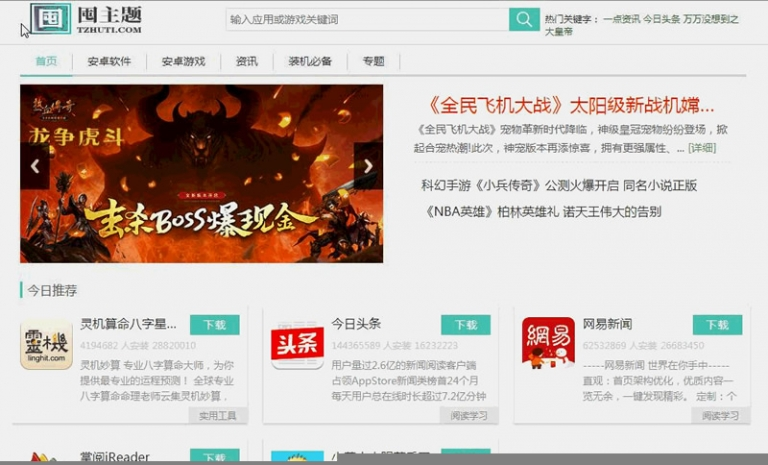 囤主题
TZHUTI.COM
输入应用或游戏关键词
热门关键字： 一点资讯 今日头条 万万没想到之
大皇帝
首页
安卓软件
安卓游戏
资讯
装机必备
专题
热血传奇
龙争虎斗
击杀BOSS爆现金
《全民飞机大战》太阳级新战机嫦...
《全民飞机大战》宠物革新时代降临，神级皇冠宠物纷纷登场，掀
起合宠热潮!此次，神宠版本再添惊喜，拥有更强属性、... [详细]
科幻手游《小兵传奇》公测火爆开启 同名小说正版
《NBA英雄》柏林英雄礼 诺天王伟大的告别
今日推荐
靈機
linghit.com
灵机算命八字星...
下载
4194682 人安装 28820010
灵机妙算 专业八字算命大师，为你
提供最专业的运程预测！ 全球专业
八字算命命理老师云集灵机妙算，
实用工具
头条
今日头条
下载
144365589 人安装 16232223
用户量过2.6亿的新闻阅读客户端
占领AppStore新闻类榜首24个月
每天用户总在线时长超过7.2亿分钟
阅读学习
網易
网易新闻
下载
62532869 人安装 26683450
-----网易新闻 世界在你手中-----
直观：首页架构优化，优质内容一
览无余，一键发现精彩。 定制：个
阅读学习
掌阅iReader
下载
下载